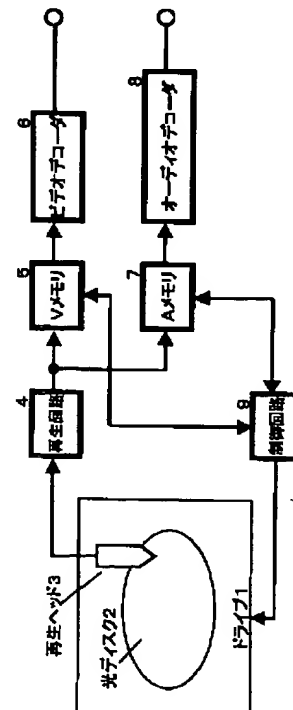 再生ヘッド3
光ディスク2
ドライブ1
4
再生回路
9
制御回路
5
Vメモリ
7
Aメモリ
6
ビデオデコーダ
8
オーディオデコーダ